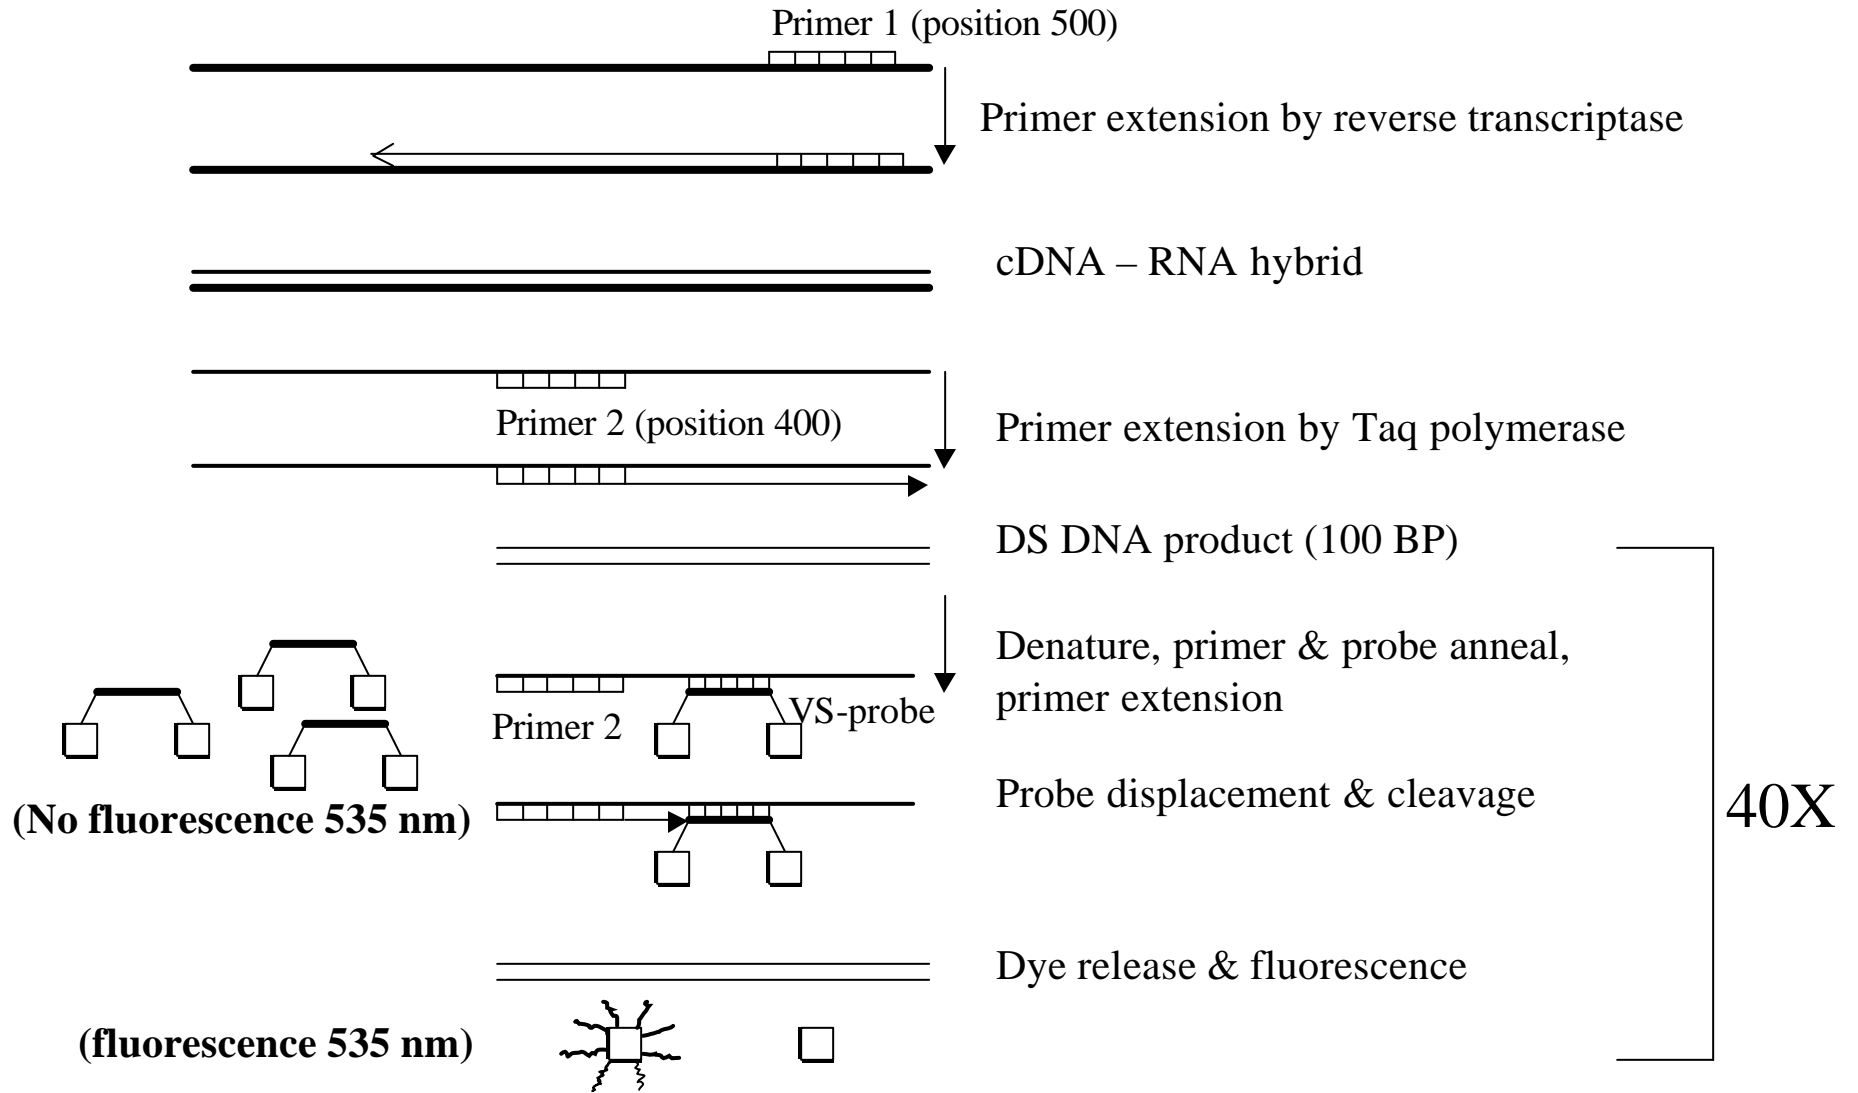 Primer 1 (position 500)
Primer extension by reverse transcriptase
cDNA – RNA hybrid
Primer 2 (position 400)
Primer extension by Taq polymerase
DS DNA product (100 BP)
Denature, primer & probe anneal,
primer extension
VS-probe
Primer 2
Probe displacement & cleavage
(No fluorescence 535 nm)
40X
Dye release & fluorescence
(fluorescence 535 nm)